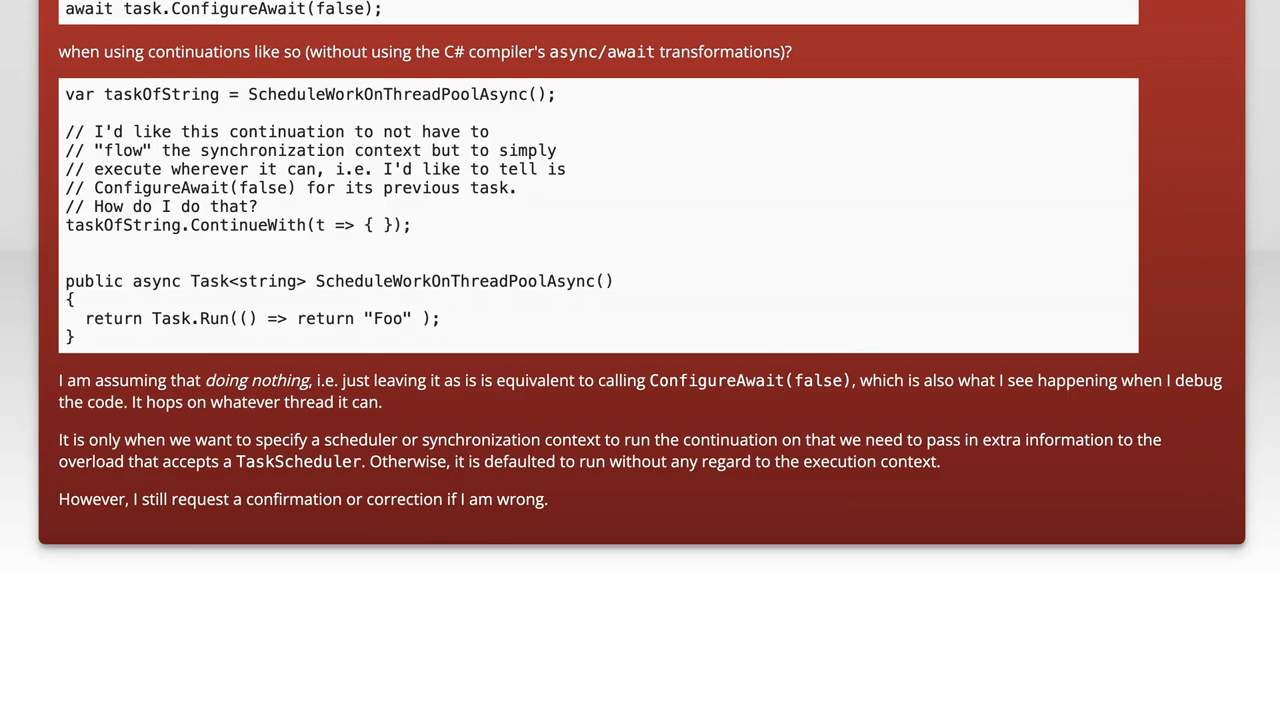 await task.ConfigureAwait(false);
when using continuations like so (without using the C# compiler's async/await transformations)?
var taskOfString = ScheduleWorkOnThreadPoolAsync();
// I'd like this continuation to not have to
// "flow" the synchronization context but to simply
// execute wherever it can, i.e. I'd like to tell is
// ConfigureAwait(false) for its previous task.
// How do I do that?
taskOfString.ContinueWith(t => { });
public async Task<string> ScheduleWorkOnThreadPoolAsync()
{
  return Task.Run(() => return "Foo" );
}
I am assuming that doing nothing, i.e. just leaving it as is is equivalent to calling ConfigureAwait(false), which is also what I see happening when I debug
the code. It hops on whatever thread it can.
It is only when we want to specify a scheduler or synchronization context to run the continuation on that we need to pass in extra information to the
overload that accepts a TaskScheduler. Otherwise, it is defaulted to run without any regard to the execution context.
However, I still request a confirmation or correction if I am wrong.